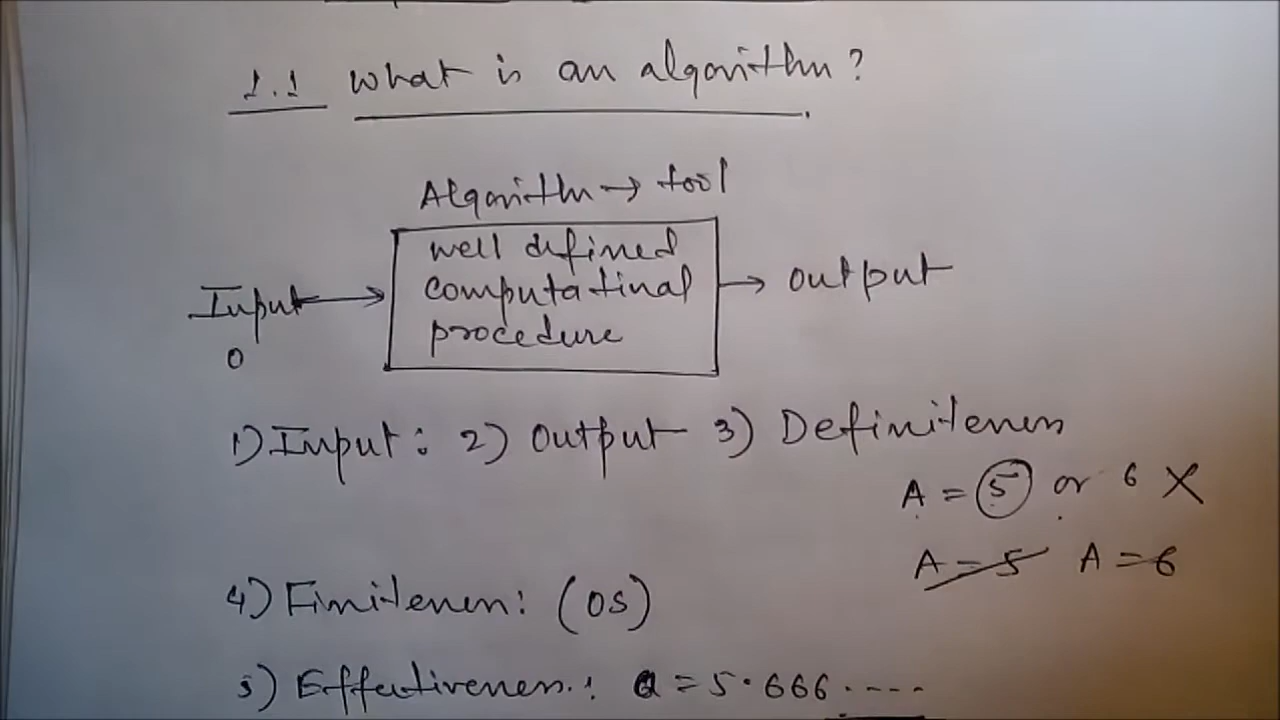 1.1 What is an algorithm?
Algorithm → tool
well defined
computatinal
procedure
Input → → output
0
1) Input: 2) Output 3) Definiteness
A = 5 or 6 X
A = 5 A = 6
4) Finiteness: (OS)
5) Effectiveness: a = 5.666.----